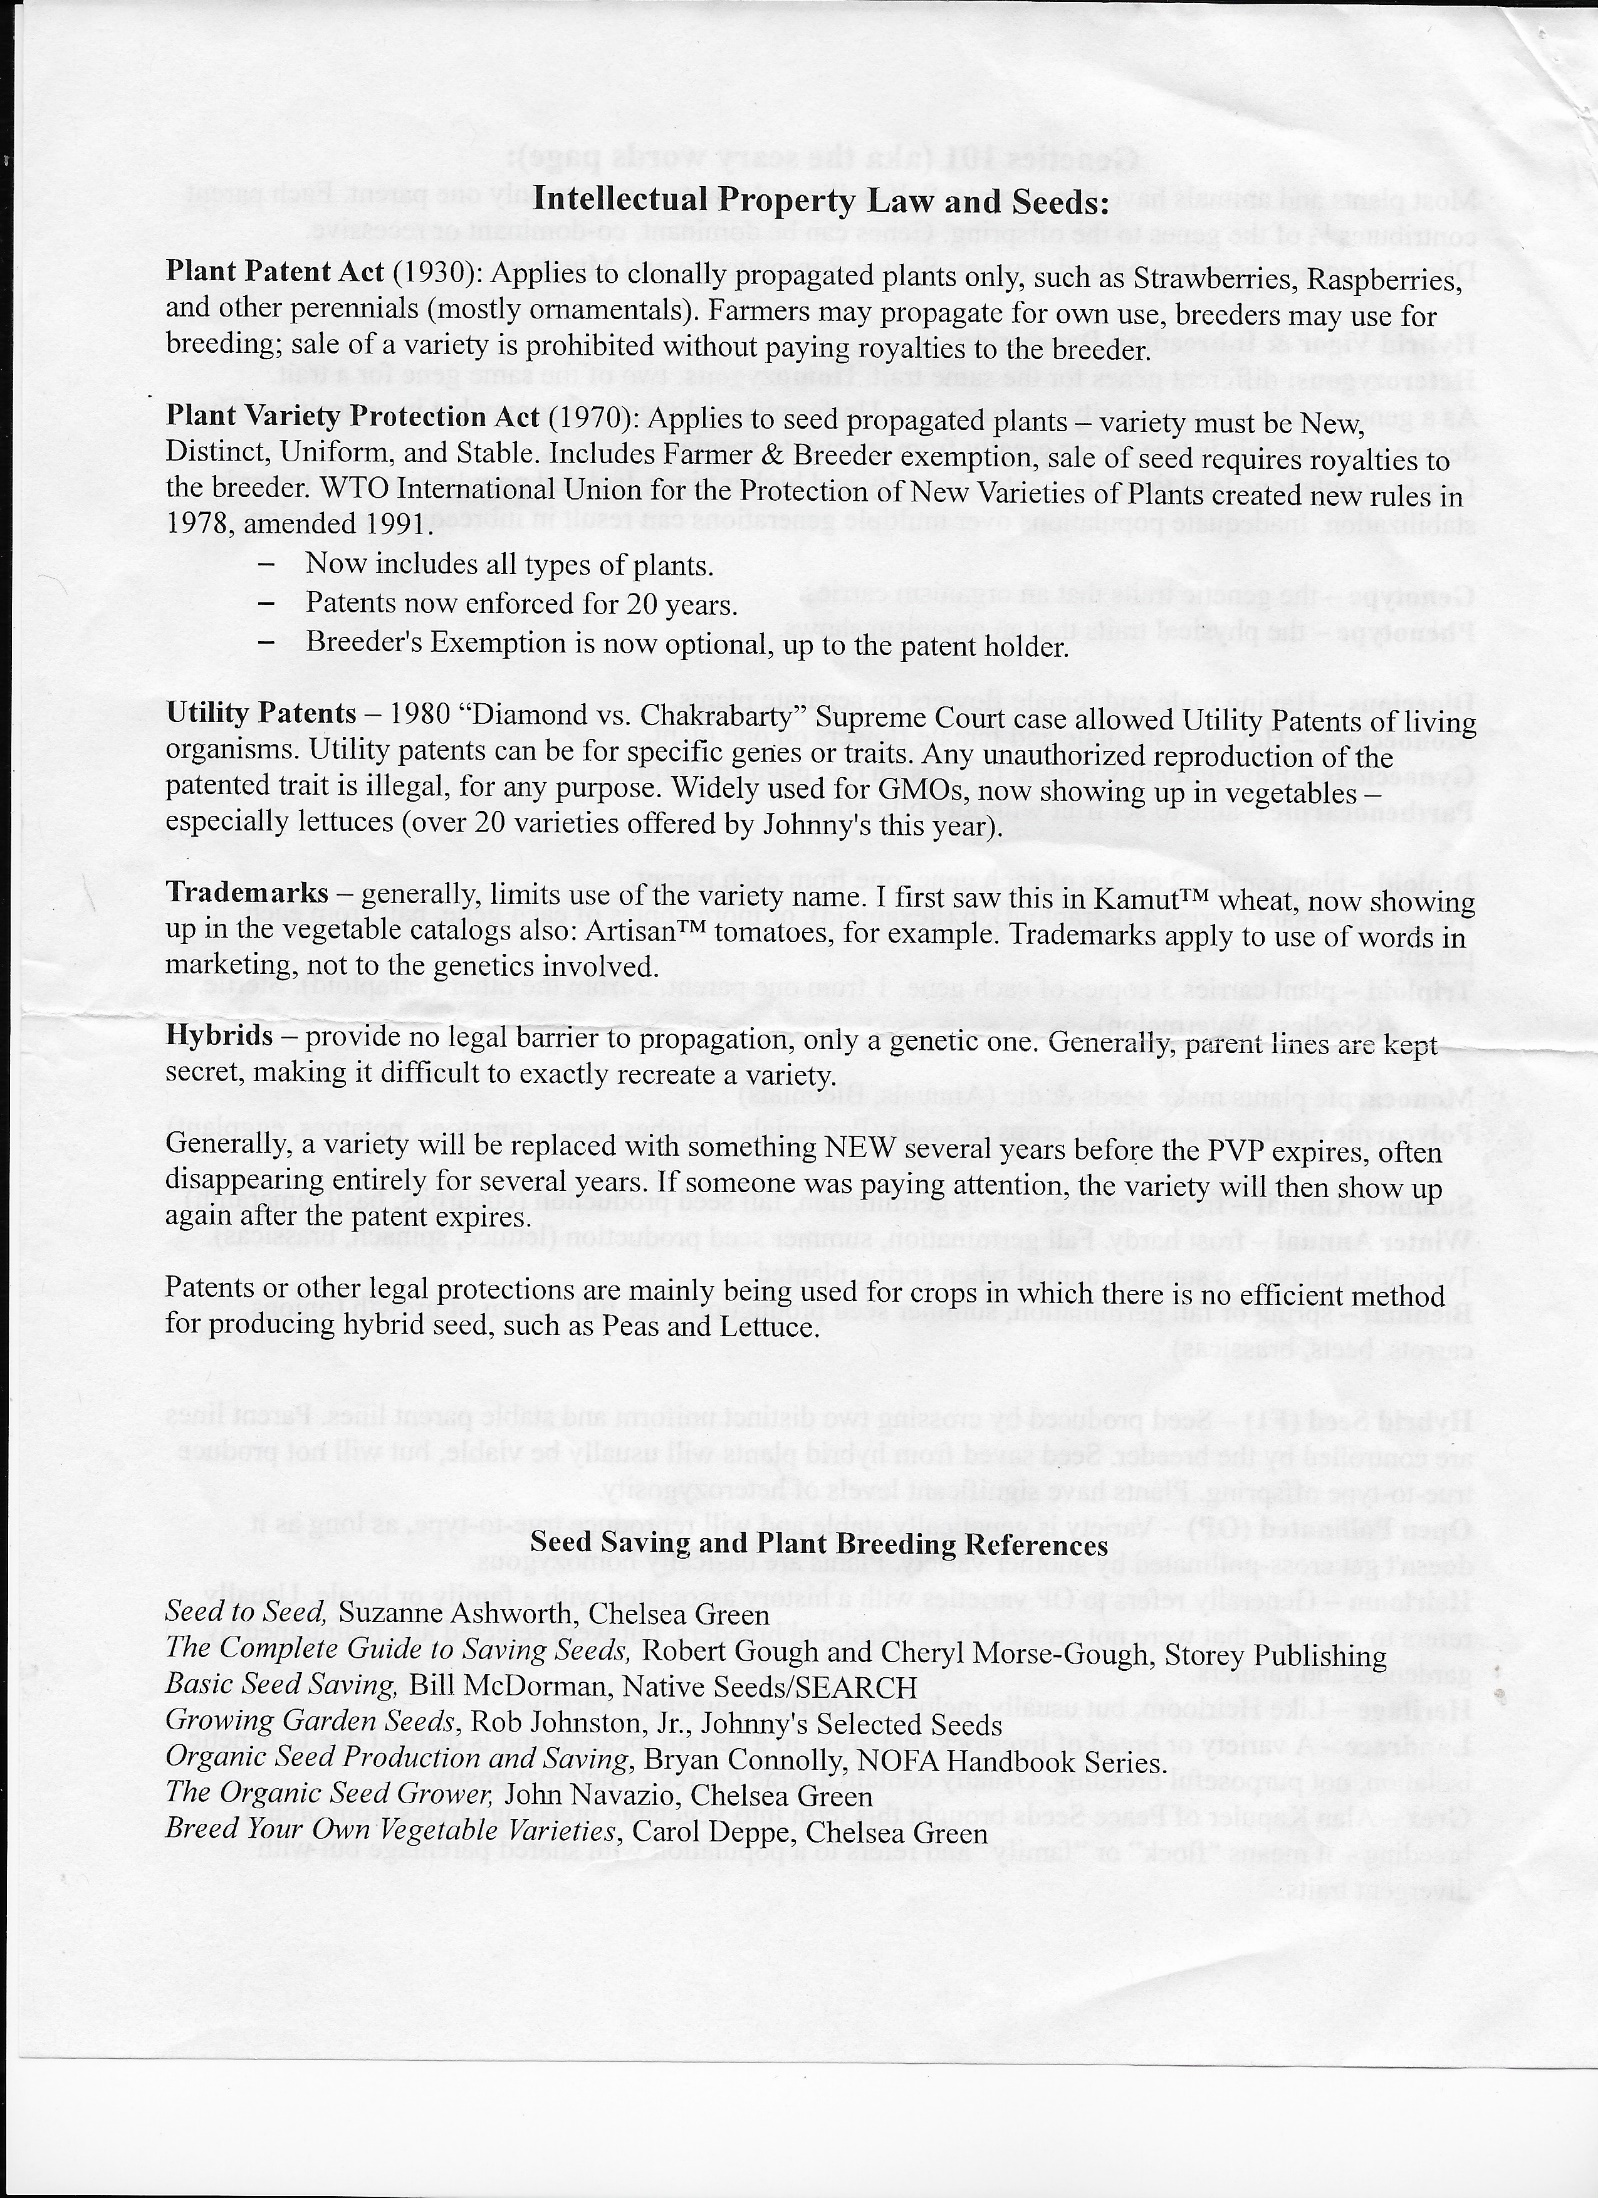 Intellectual Property Law and Seeds:
Plant Patent Act (1930): Applies to clonally propagated plants only, such as Strawberries, Raspberries,
and other perennials (mostly ornamentals). Farmers may propagate for own use, breeders may use for
breeding; sale of a variety is prohibited without paying royalties to the breeder.
Plant Variety Protection Act (1970): Applies to seed propagated plants – variety must be New,
Distinct, Uniform, and Stable. Includes Farmer & Breeder exemption, sale of seed requires royalties to
the breeder. WTO International Union for the Protection of New Varieties of Plants created new rules in
1978, amended 1991.
– Now includes all types of plants.
– Patents now enforced for 20 years.
– Breeder's Exemption is now optional, up to the patent holder.
Utility Patents – 1980 “Diamond vs. Chakrabarty” Supreme Court case allowed Utility Patents of living
organisms. Utility patents can be for specific genes or traits. Any unauthorized reproduction of the
patented trait is illegal, for any purpose. Widely used for GMOs, now showing up in vegetables –
especially lettuces (over 20 varieties offered by Johnny's this year).
Trademarks – generally, limits use of the variety name. I first saw this in Kamut™ wheat, now showing
up in the vegetable catalogs also: Artisan™ tomatoes, for example. Trademarks apply to use of words in
marketing, not to the genetics involved.
Hybrids – provide no legal barrier to propagation, only a genetic one. Generally, parent lines are kept
secret, making it difficult to exactly recreate a variety.
Generally, a variety will be replaced with something NEW several years before the PVP expires, often
disappearing entirely for several years. If someone was paying attention, the variety will then show up
again after the patent expires.
Patents or other legal protections are mainly being used for crops in which there is no efficient method
for producing hybrid seed, such as Peas and Lettuce.
Seed Saving and Plant Breeding References
Seed to Seed, Suzanne Ashworth, Chelsea Green
The Complete Guide to Saving Seeds, Robert Gough and Cheryl Morse-Gough, Storey Publishing
Basic Seed Saving, Bill McDorman, Native Seeds/SEARCH
Growing Garden Seeds, Rob Johnston, Jr., Johnny's Selected Seeds
Organic Seed Production and Saving, Bryan Connolly, NOFA Handbook Series.
The Organic Seed Grower, John Navazio, Chelsea Green
Breed Your Own Vegetable Varieties, Carol Deppe, Chelsea Green